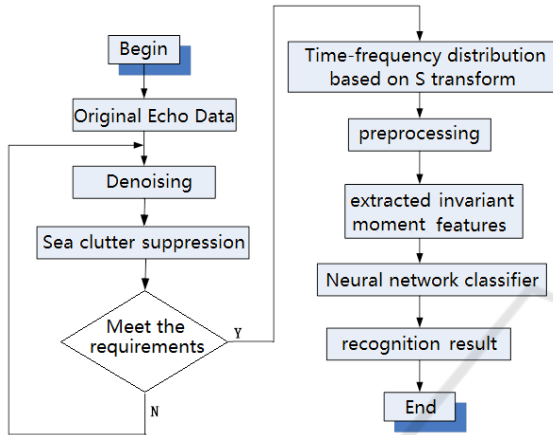 Begin
Original Echo Data
Denoising
Sea clutter suppression
Meet the
requirements
Y
N
Time-frequency distribution
based on S transform
preprocessing
extracted invariant
moment features
Neural network classifier
recognition result
End